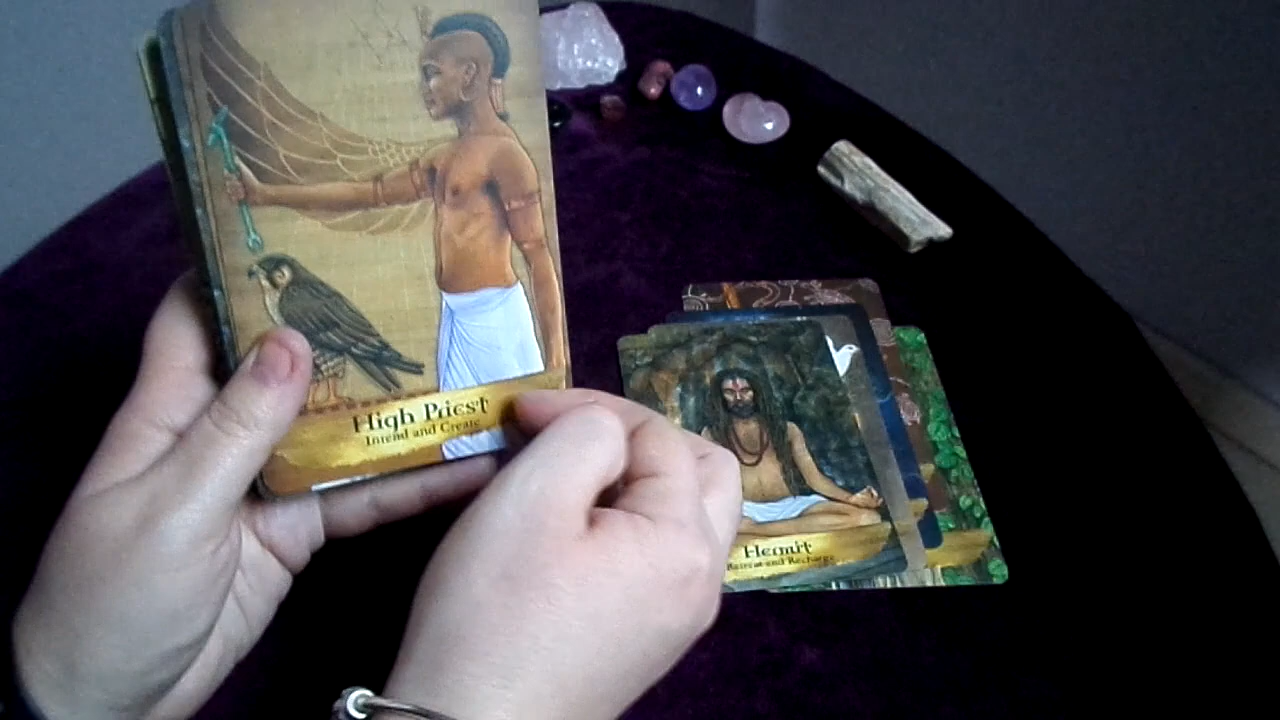 High Priest
Intend and Create
Hermit
Retreat and Recharge